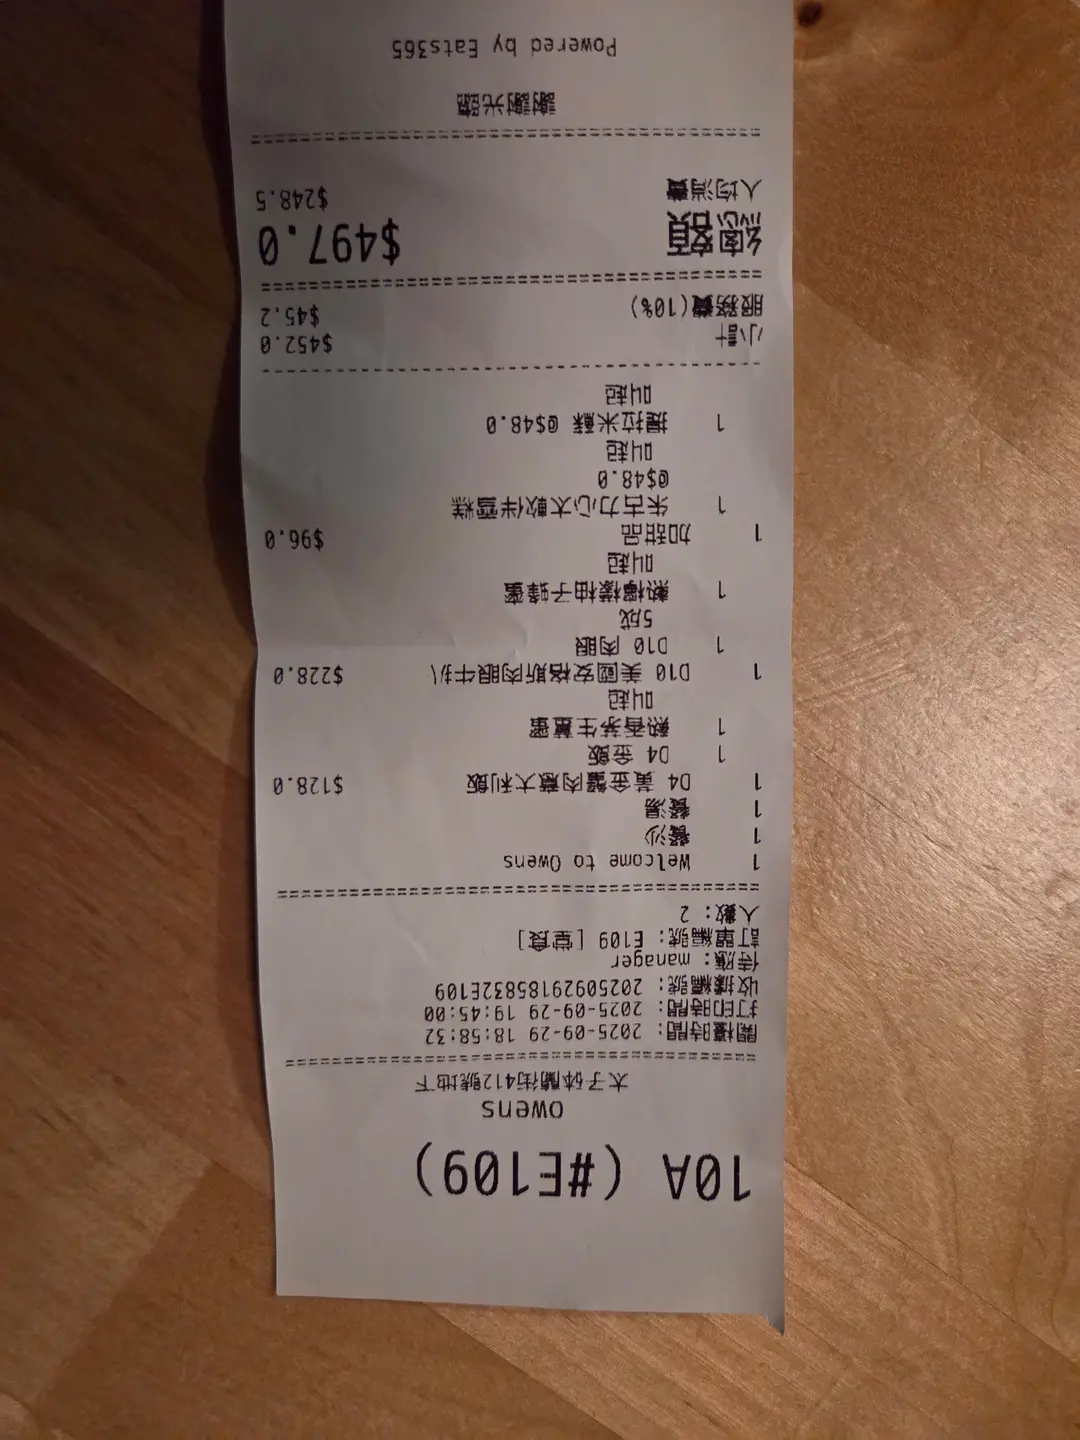 10A (#E109)
Owens
太子砵蘭街412號地下
開檯時間: 2025-09-29 18:58:32
打印時間: 2025-09-29 19:45:00
收據編號: 20250929185832E109
侍應: manager
訂單編號: E109 [堂食]
人數: 2
1 Welcome to Owens
1 餐沙
1 餐湯
1 D4 黃金蟹肉意大利飯 $128.0
1 D4 金飯
1 熱香茅生薑蜜
叫起
1 D10 美國安格斯肉眼牛扒 $228.0
1 D10 肉眼
5成
1 熱檸檬柚子蜂蜜
叫起
1 加甜品 $96.0
1 朱古力心太軟伴雪糕
@$48.0
叫起
1 提拉米蘇 @$48.0
叫起
小計 $452.0
服務費(10%) $45.2
總額 $497.0
人均消費 $248.5
謝謝光臨
Powered by Eats365